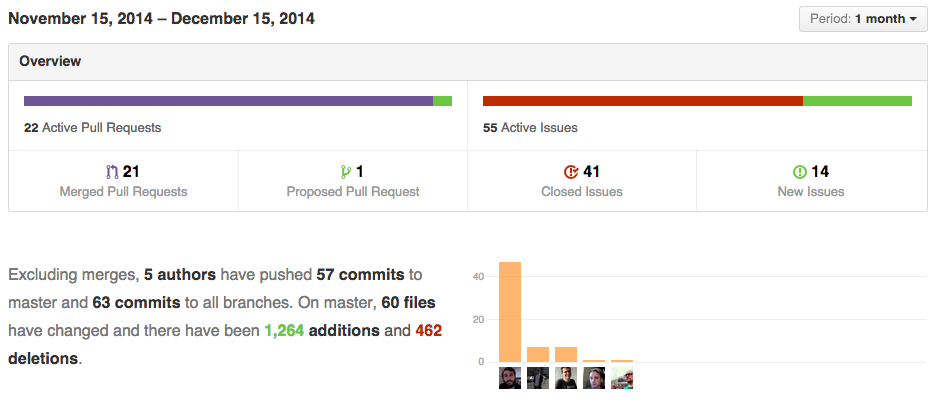 November 15, 2014 – December 15, 2014
Period: 1 month
Overview
22 Active Pull Requests
55 Active Issues
21
Merged Pull Requests
1
Proposed Pull Request
41
Closed Issues
14
New Issues
Excluding merges, 5 authors have pushed 57 commits to
master and 63 commits to all branches. On master, 60 files
have changed and there have been 1,264 additions and 462
deletions.
40
20
0